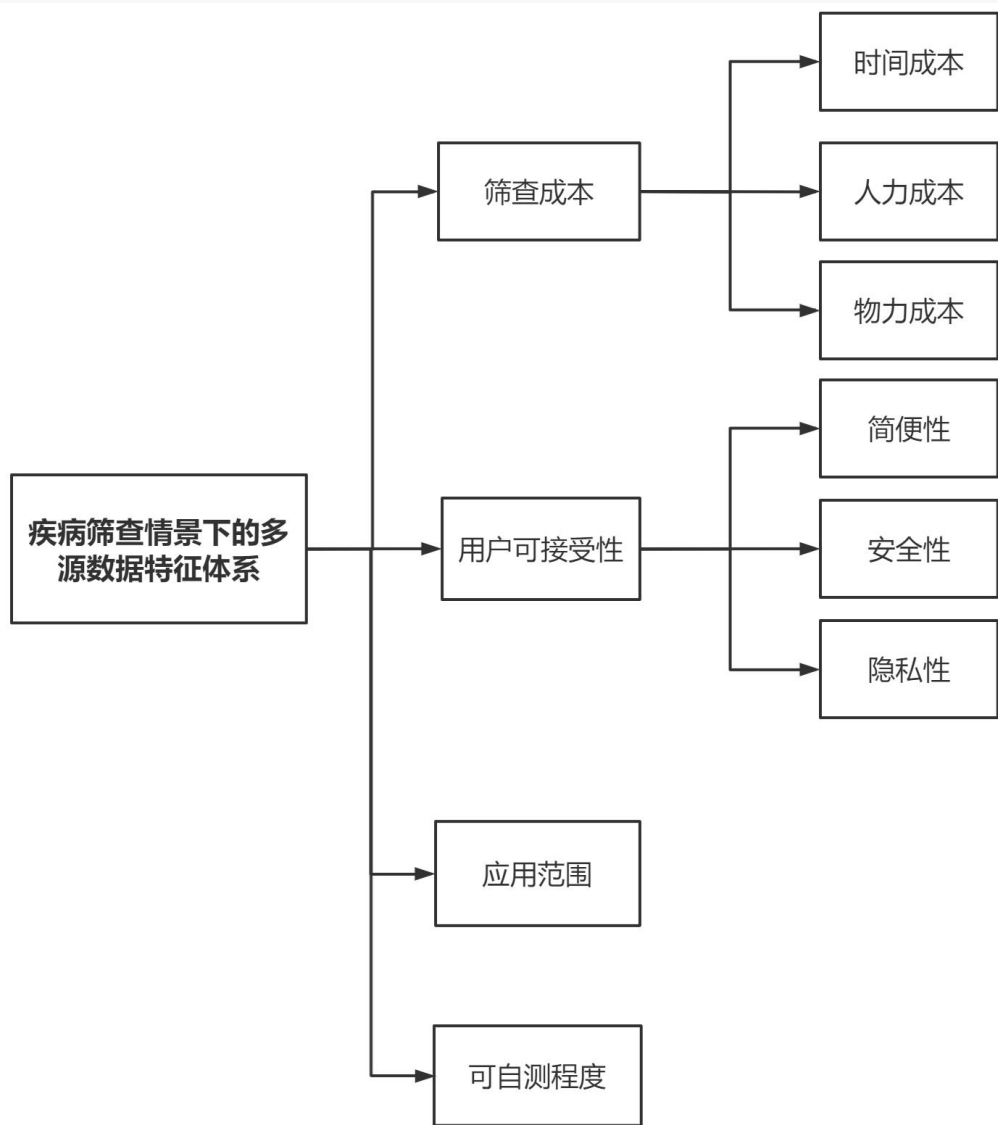 疾病筛查情景下的多
源数据特征体系
筛查成本
时间成本
人力成本
物力成本
用户可接受性
简便性
安全性
隐私性
应用范围
可自测程度